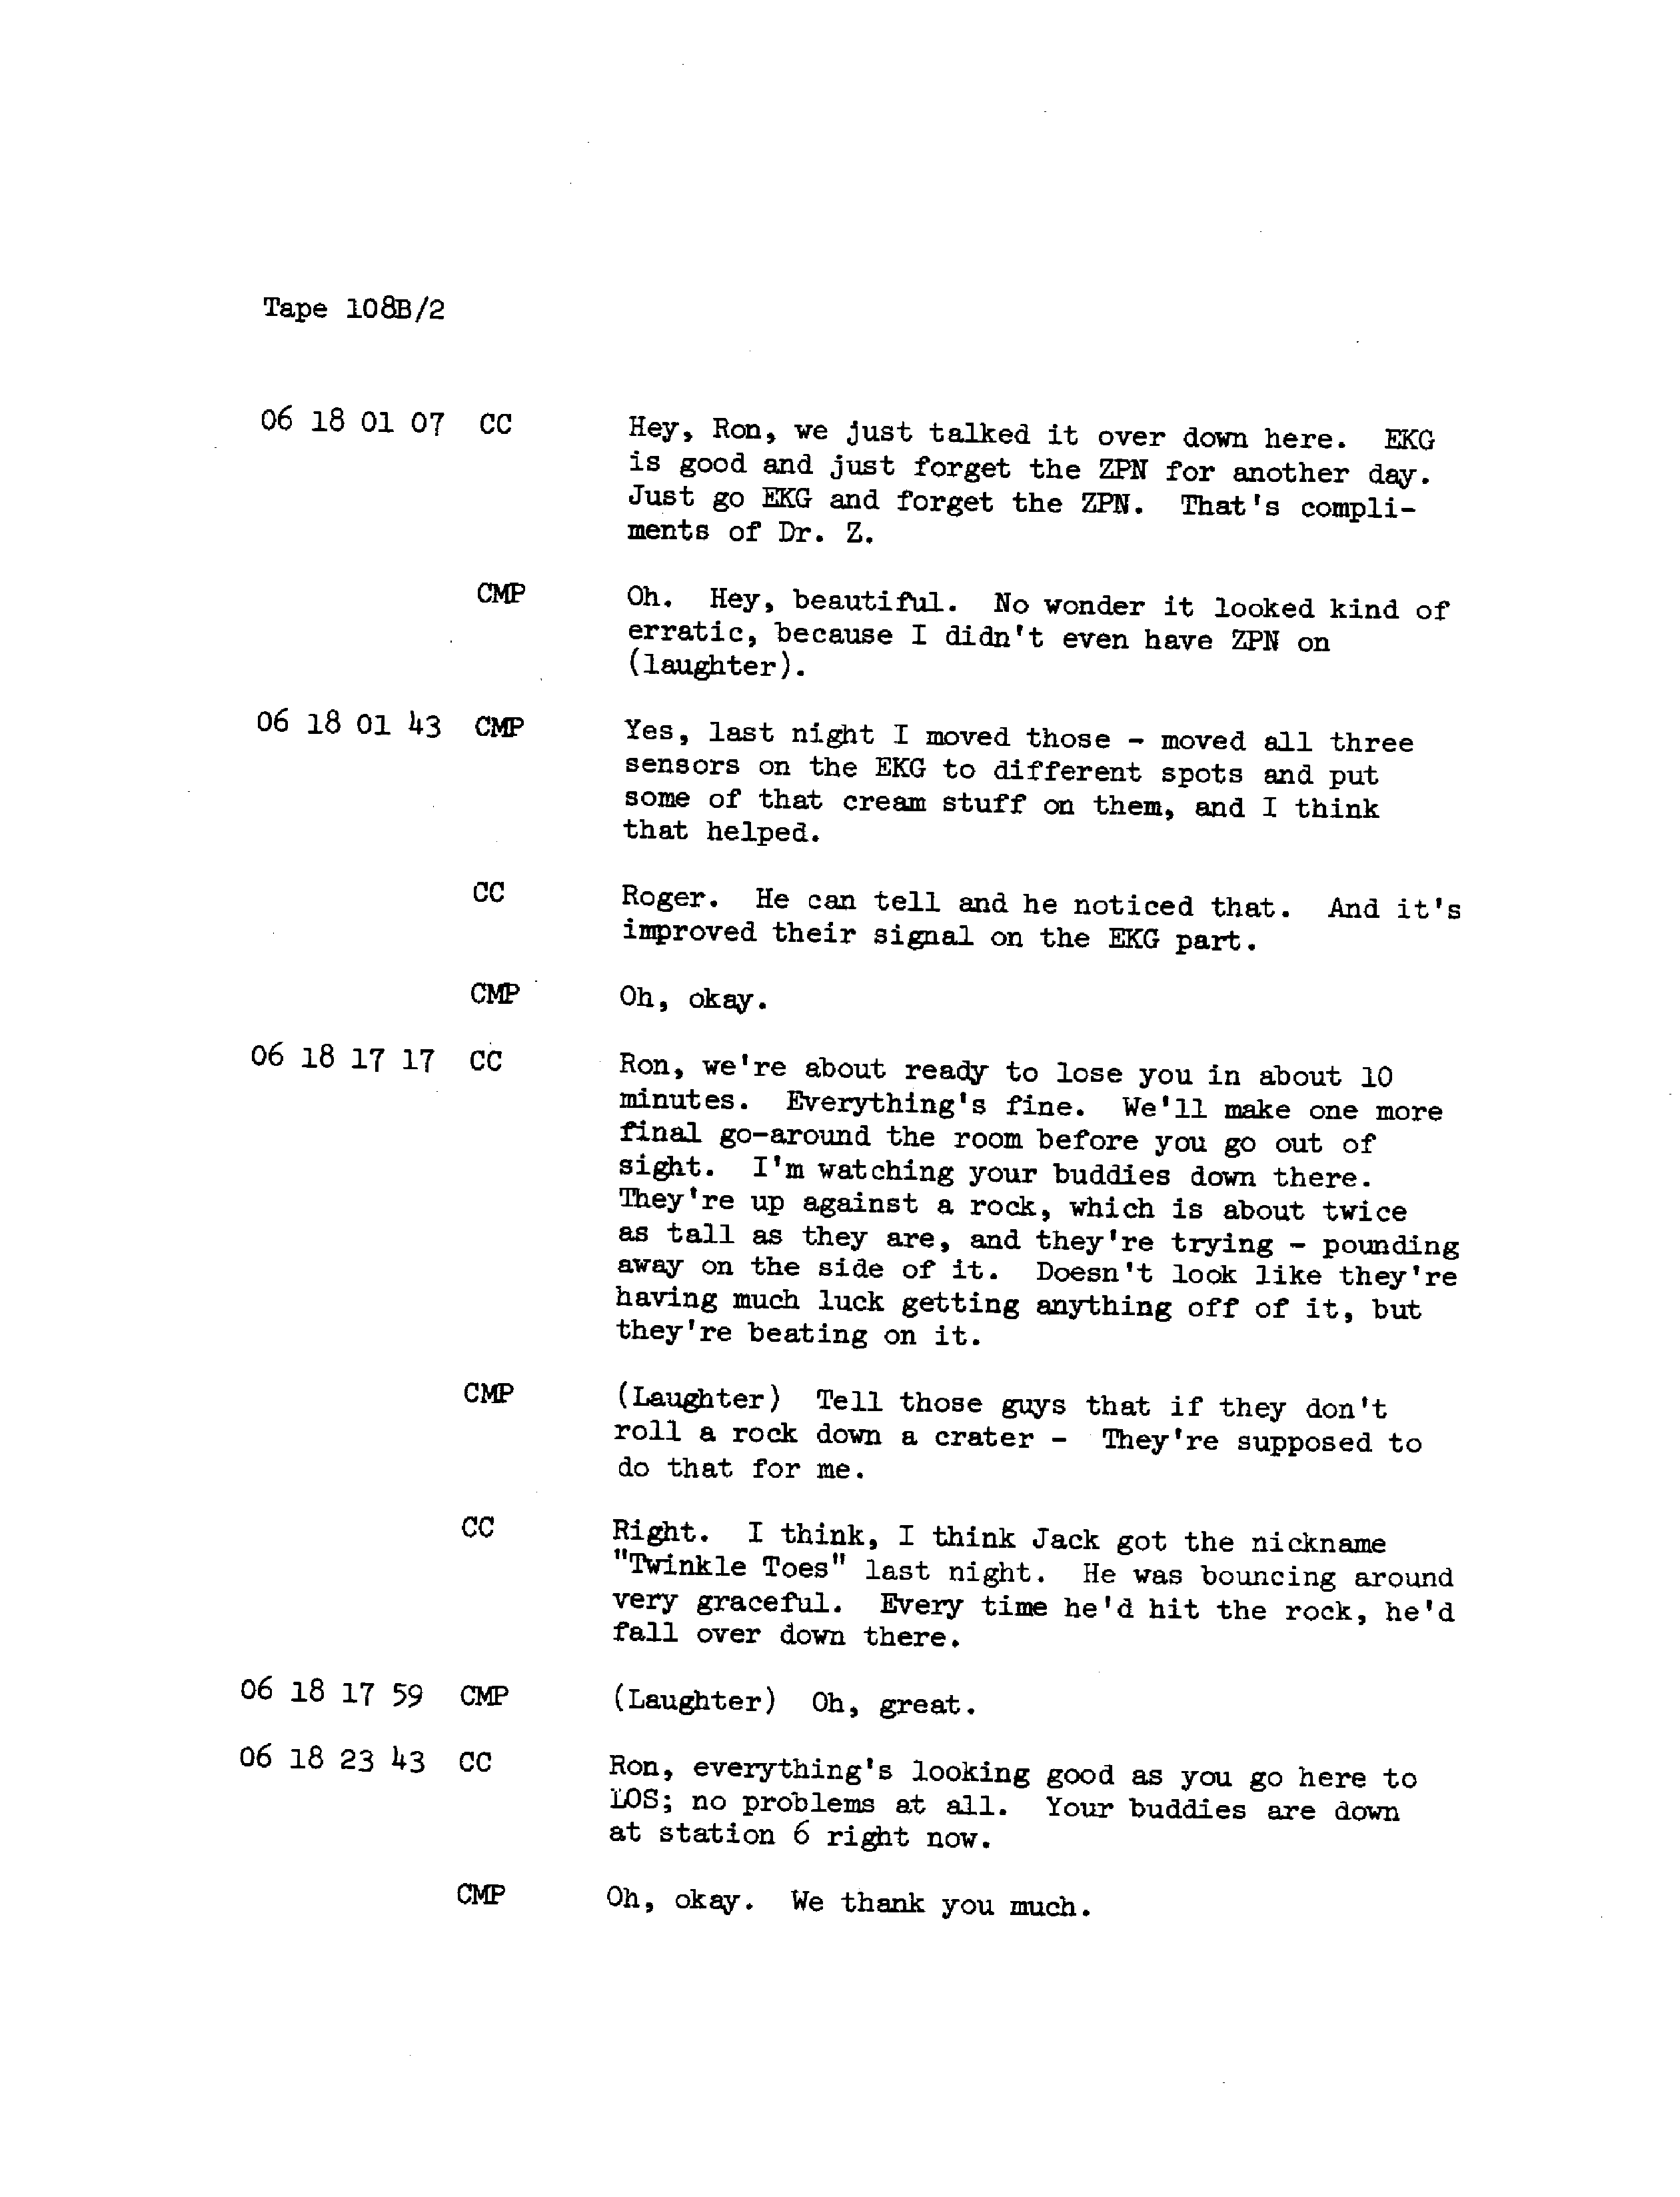 Tape 108B/2
06 18 01 07 CC Hey, Ron, we just talked it over down here. EKG
is good and just forget the ZPN for another day.
Just go EKG and forget the ZPN. That's compli-
ments of Dr. Z.
CMP Oh. Hey, beautiful. No wonder it looked kind of
erratic, because I didn't even have ZPN on
(laughter).
06 18 01 43 CMP Yes, last night I moved those - moved all three
sensors on the EKG to different spots and put
some of that cream stuff on them, and I think
that helped.
CC Roger. He can tell and he noticed that. And it's
improved their signal on the EKG part.
CMP Oh, okay.
06 18 17 17 CC Ron, we're about ready to lose you in about 10
minutes. Everything's fine. We'll make one more
final go-around the room before you go out of
sight. I'm watching your buddies down there.
They're up against a rock, which is about twice
as tall as they are, and they're trying - pounding
away on the side of it. Doesn't look like they're
having much luck getting anything off of it, but
they're beating on it.
CMP (Laughter) Tell those guys that if they don't
roll a rock down a crater - They're supposed to
do that for me.
CC Right. I think, I think Jack got the nickname
"Twinkle Toes" last night. He was bouncing around
very graceful. Every time he'd hit the rock, he'd
fall over down there.
06 18 17 59 CMP (Laughter) Oh, great.
06 18 23 43 CC Ron, everything's looking good as you go here to
LOS; no problems at all. Your buddies are down
at station 6 right now.
CMP Oh, okay. We thank you much.